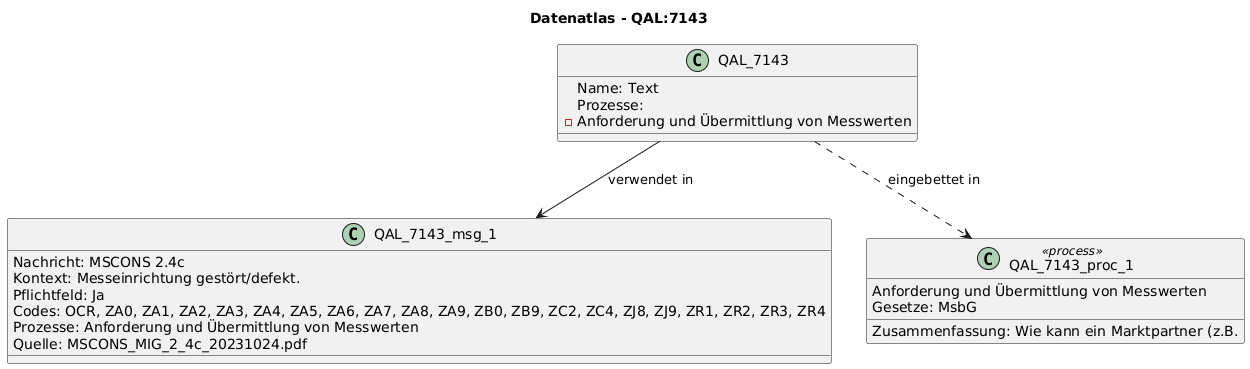 Datenatlas - QAL:7143
C QAL_7143
Name: Text
Prozesse:
Anforderung und Übermittlung von Messwerten
verwendet in
eingebettet in
C QAL_7143_msg_1
Nachricht: MSCONS 2.4c
Kontext: Messeinrichtung gestört/defekt.
Pflichtfeld: Ja
Codes: OCR, ZA0, ZA1, ZA2, ZA3, ZA4, ZA5, ZA6, ZA7, ZA8, ZA9, ZB0, ZB9, ZC2, ZC4, ZJ8, ZJ9, ZR1, ZR2, ZR3, ZR4
Prozesse: Anforderung und Übermittlung von Messwerten
Quelle: MSCONS_MIG_2_4c_20231024.pdf
«process»
C QAL_7143_proc_1
Anforderung und Übermittlung von Messwerten
Gesetze: MsbG
Zusammenfassung: Wie kann ein Marktpartner (z.B.